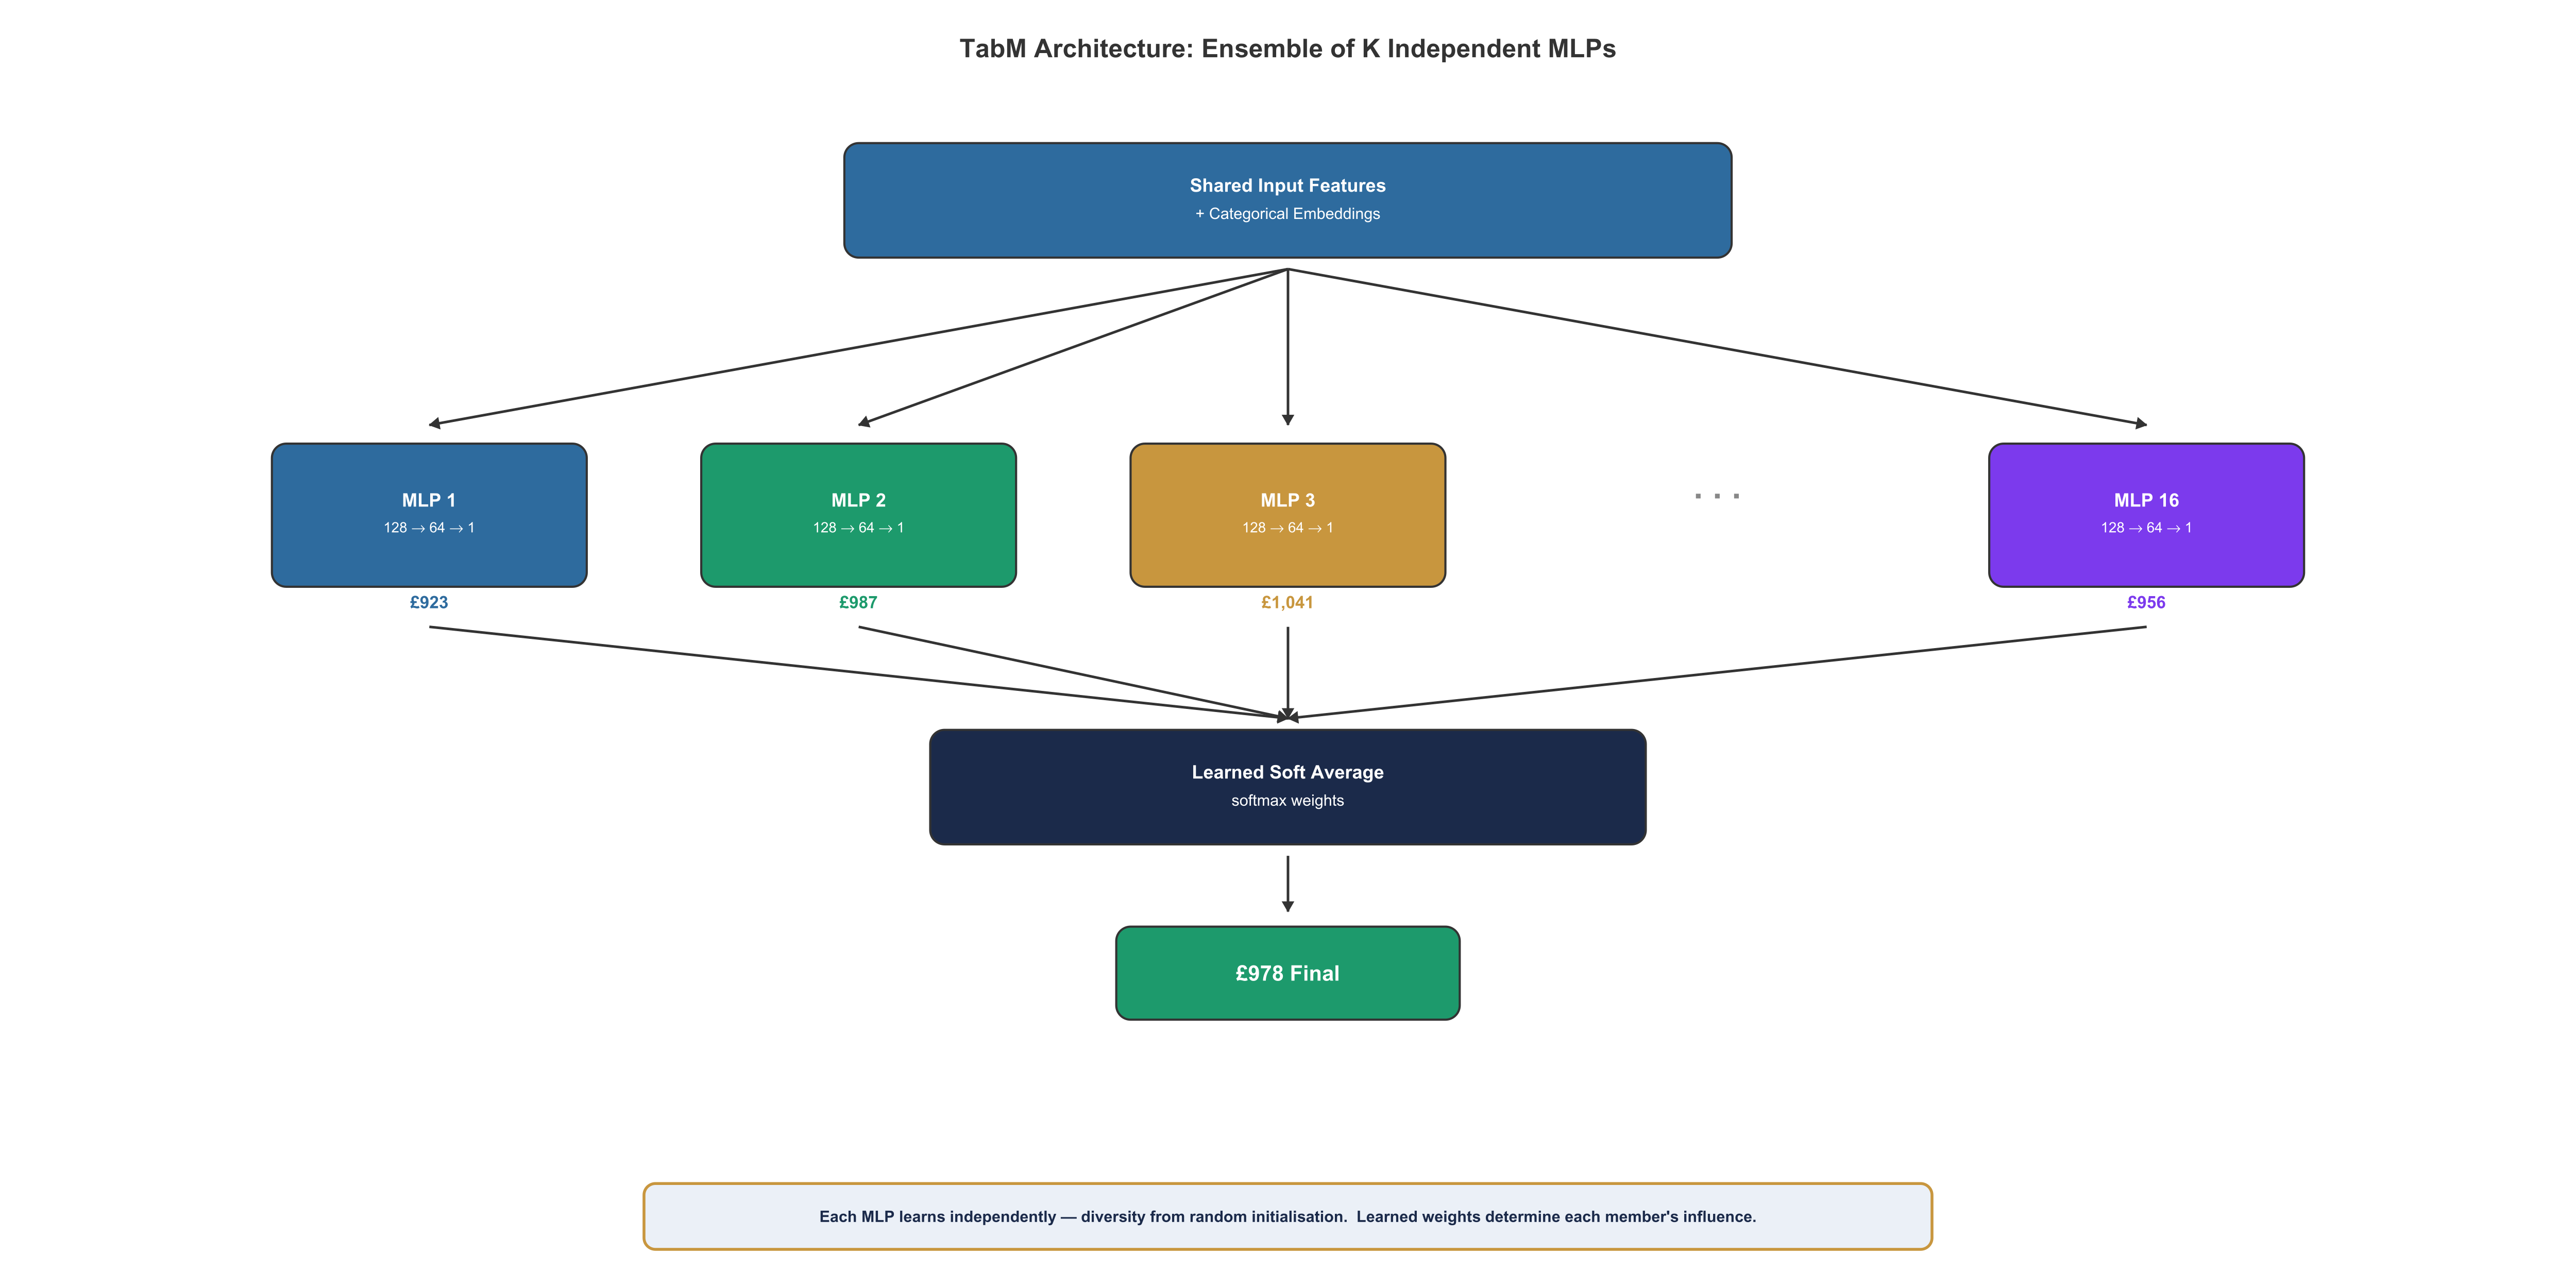 TabM Architecture: Ensemble of K Independent MLPs
Shared Input Features
+ Categorical Embeddings
MLP 1
128 → 64 → 1
£923
MLP 2
128 → 64 → 1
£987
MLP 3
128 → 64 → 1
£1,041
. . .
MLP 16
128 → 64 → 1
£956
Learned Soft Average
softmax weights
£978 Final
Each MLP learns independently — diversity from random initialisation.  Learned weights determine each member's influence.